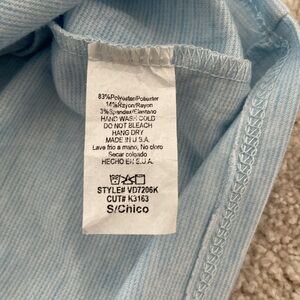 83%Polyester/Poliester
14%Rayon/Rayon
3%Spandex/Elastano
HAND WASH COLD
DO NOT BLEACH
HANG DRY
MADE IN U.S.A.
Lave frio a mano, No cloro
Secar colgado
HECHO EN E.U.A.
STYLE# VD7206K
CUT# K3163
S/Chico